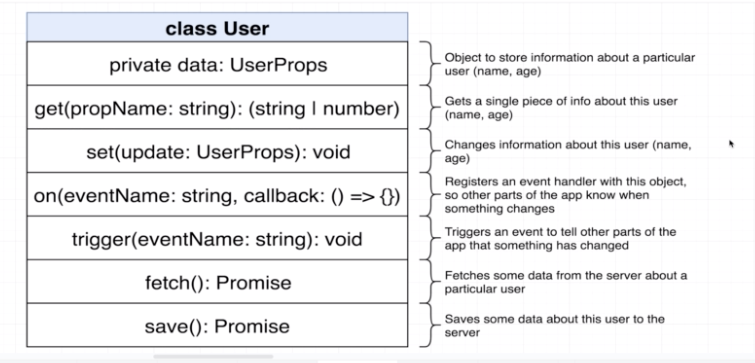 class User
private data: UserProps
Object to store information about a particular
user (name, age)
get(propName: string): (string | number)
Gets a single piece of info about this user
(name, age)
set(update: UserProps): void
Changes information about this user (name,
age)
on(eventName: string, callback: () => {})
Registers an event handler with this object,
so other parts of the app know when
something changes
trigger(eventName: string): void
Triggers an event to tell other parts of the
app that something has changed
fetch(): Promise
Fetches some data from the server about a
particular user
save(): Promise
Saves some data about this user to the
server